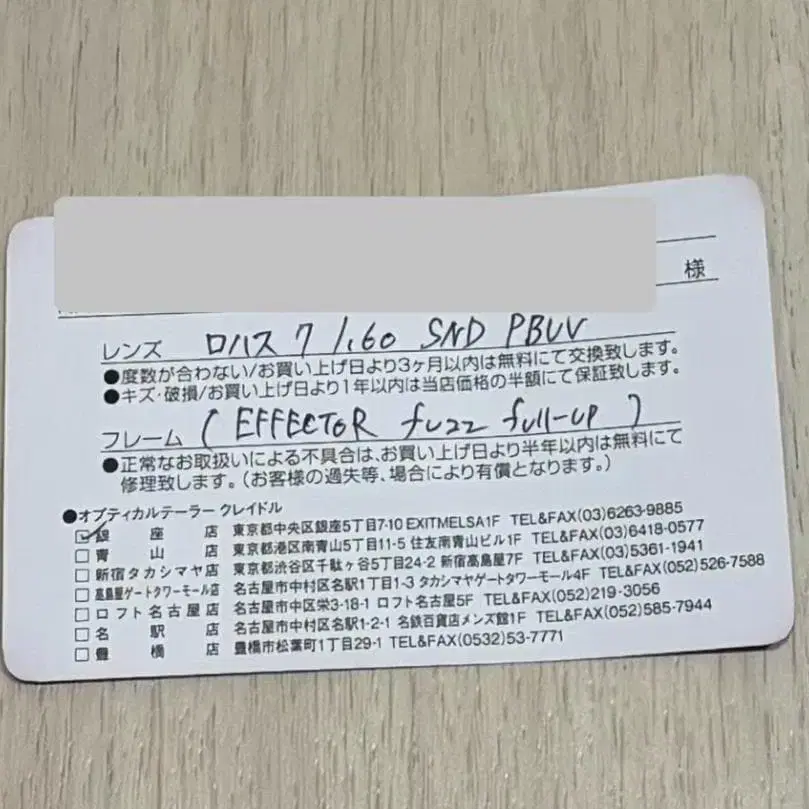 様
レンズ ロハス 7 1.60 SND PBUV
●度数が合わない/お買い上げ日より3ヶ月以内は無料にて交換致します。
●キズ・破損/お買い上げ日より1年以内は当店価格の半額にて保証致します。
フレーム ( EFFECTOR fuzz full-up )
●正常なお取扱いによる不具合は、お買い上げ日より半年以内は無料にて
修理致します。(お客様の過失等、場合により有償となります。)
●オプティカルテーラー クレイドル
☑銀座店 東京都中央区銀座5丁目7-10 EXITMELSA1F TEL&FAX(03)6263-9885
□青山店 東京都港区南青山5丁目11-5 住友南青山ビル1F TEL&FAX(03)6418-0577
□新宿タカシマヤ店 東京都渋谷区千駄ヶ谷5丁目24-2 新宿高島屋7F TEL&FAX(03)5361-1941
□高島屋ゲートタワーモール店 名古屋市中村区名駅1丁目1-3 タカシマヤゲートタワーモール4F TEL&FAX(052)526-7588
□ロフト名古屋店 名古屋市中区栄3-18-1 ロフト名古屋5F TEL&FAX(052)219-3056
□名駅店 名古屋市中村区名駅1-2-1 名鉄百貨店メンズ館1F TEL&FAX(052)585-7944
□豊橋店 豊橋市松葉町1丁目29-1 TEL&FAX(0532)53-7771